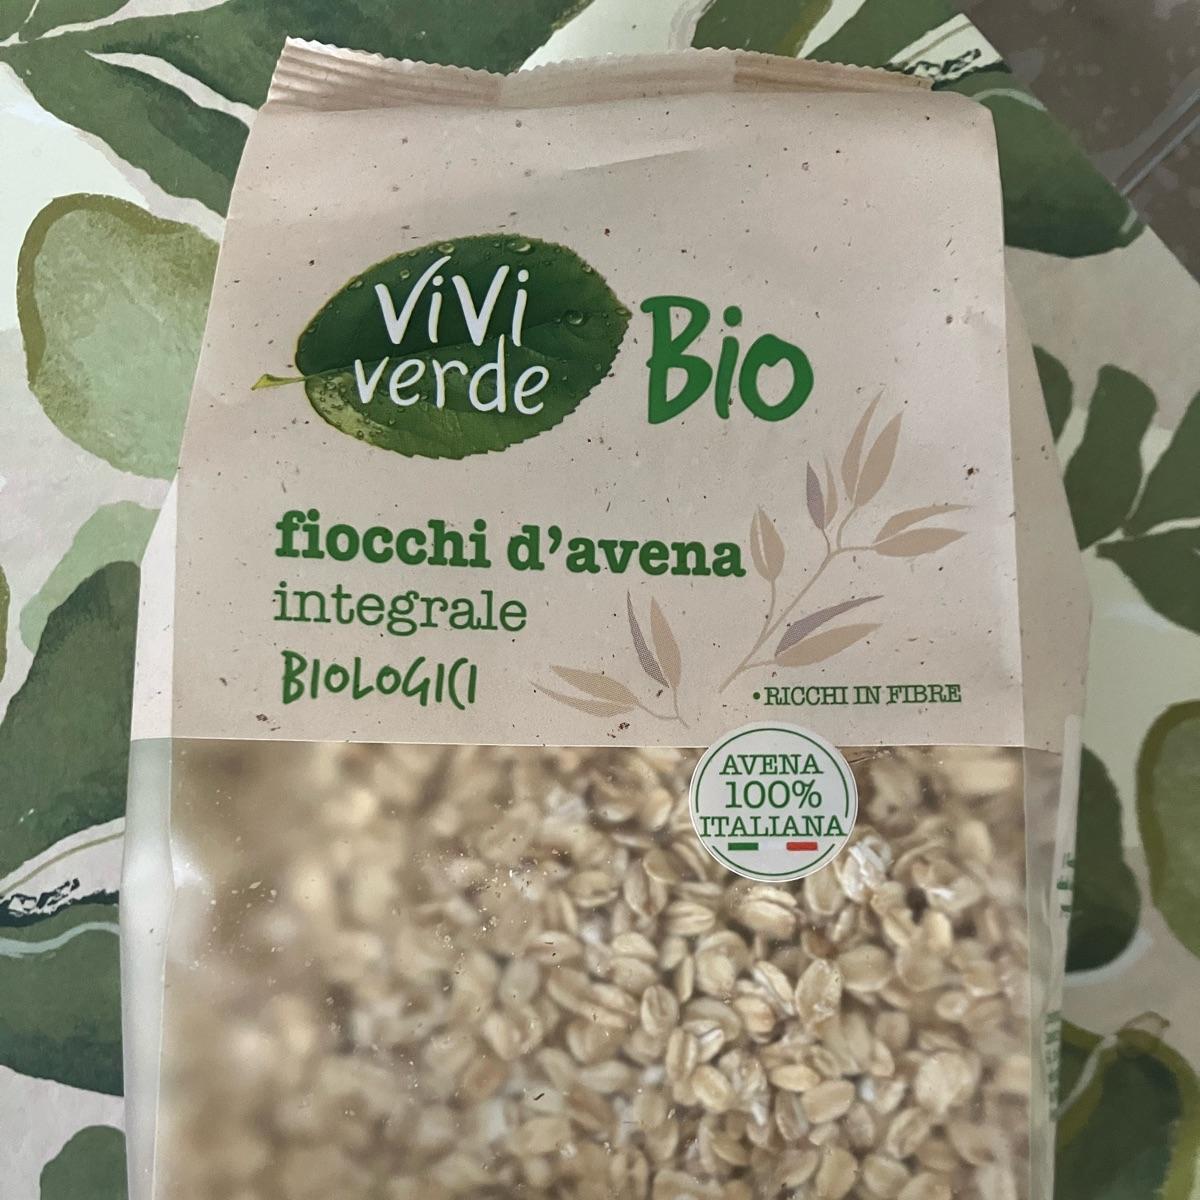 ViVi
verde
Bio
fiocchi d'avena
integrale
BIOLOGICI
•RICCHI IN FIBRE
AVENA
100%
ITALIANA